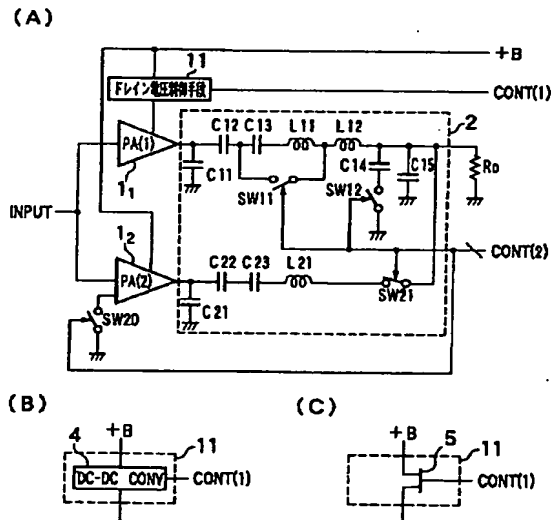 (A)
11
+B
ドレイン電圧制御手段
CONT(1)
2
C12 C13 L11 L12
PA(1)
1₁
C11
C14
C15
R_D
SW11
SW12
INPUT
CONT(2)
1₂
PA(2)
C22 C23 L21
SW21
SW20
C21
(B)
+B
4
11
DC-DC CONV
CONT(1)
(C)
+B
5
11
CONT(1)